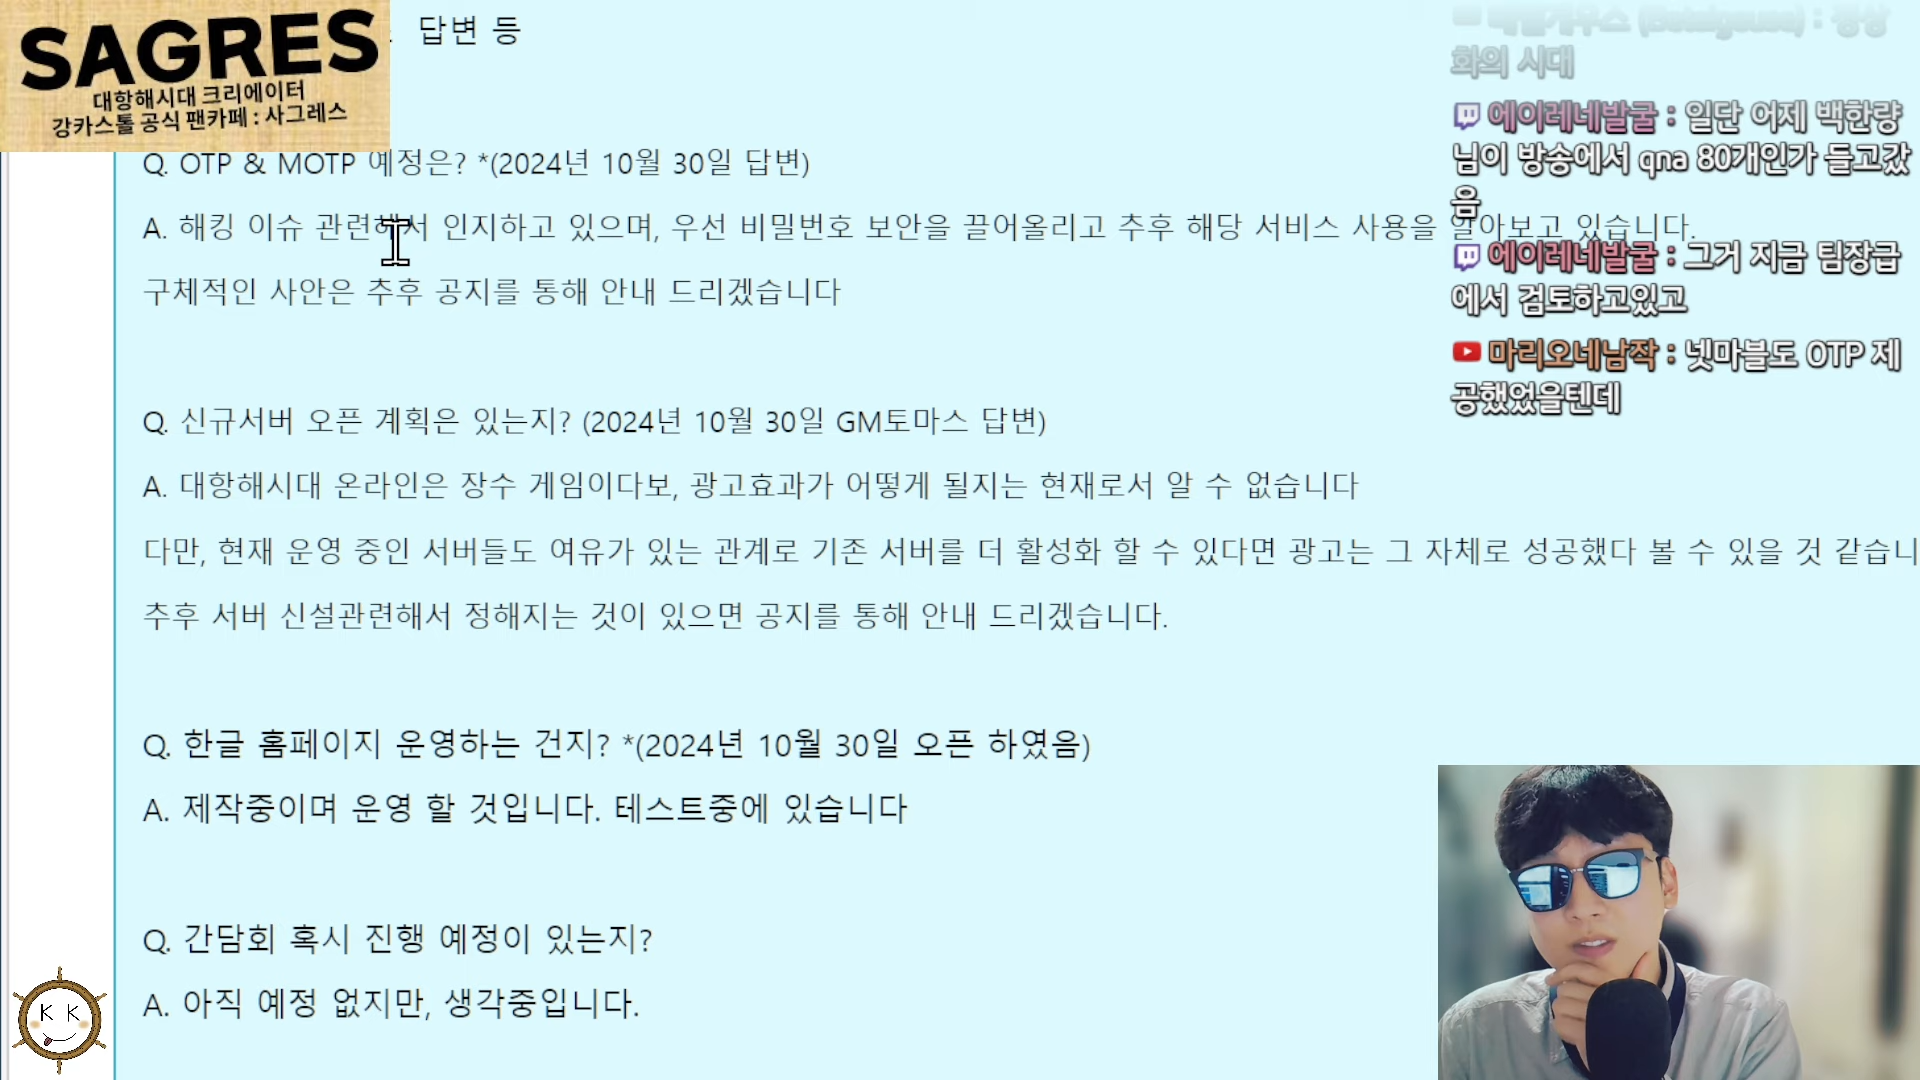 SAGRES
대항해시대 크리에이터
강카스톨 공식 팬카페 : 사그레스
답변 등
Q. OTP & MOTP 예정은? *(2024년 10월 30일 답변)
A. 해킹 이슈 관련해서 인지하고 있으며, 우선 비밀번호 보안을 끌어올리고 추후 해당 서비스 사용을 알아보고 있습니다.
구체적인 사안은 추후 공지를 통해 안내 드리겠습니다
Q. 신규서버 오픈 계획은 있는지? (2024년 10월 30일 GM토마스 답변)
A. 대항해시대 온라인은 장수 게임이다보, 광고효과가 어떻게 될지는 현재로서 알 수 없습니다
다만, 현재 운영 중인 서버들도 여유가 있는 관계로 기존 서버를 더 활성화 할 수 있다면 광고는 그 자체로 성공했다 볼 수 있을 것 같습니
추후 서버 신설관련해서 정해지는 것이 있으면 공지를 통해 안내 드리겠습니다.
Q. 한글 홈페이지 운영하는 건지? *(2024년 10월 30일 오픈 하였음)
A. 제작중이며 운영 할 것입니다. 테스트중에 있습니다
Q. 간담회 혹시 진행 예정이 있는지?
A. 아직 예정 없지만, 생각중입니다.
: 정상
화의 시대
에이레네발굴 : 일단 어제 백한량
님이 방송에서 qna 80개인가 들고갔
음
에이레네발굴 : 그거 지금 팀장급
에서 검토하고있고
마리오네남작 : 넷마블도 OTP 제
공했었을텐데
K K